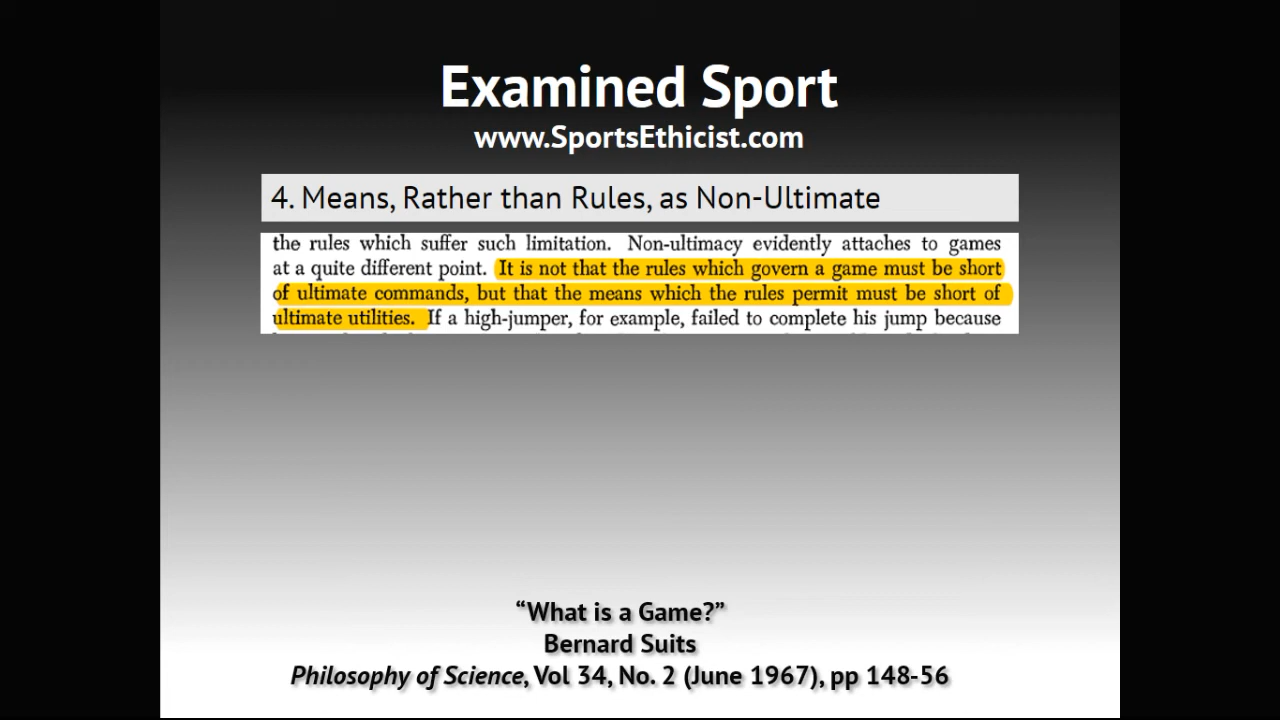 Examined Sport
www.SportsEthicist.com
4. Means, Rather than Rules, as Non-Ultimate
the rules which suffer such limitation. Non-ultimacy evidently attaches to games
at a quite different point. It is not that the rules which govern a game must be short
of ultimate commands, but that the means which the rules permit must be short of
ultimate utilities. If a high-jumper, for example, failed to complete his jump because
“What is a Game?”
Bernard Suits
Philosophy of Science, Vol 34, No. 2 (June 1967), pp 148-56